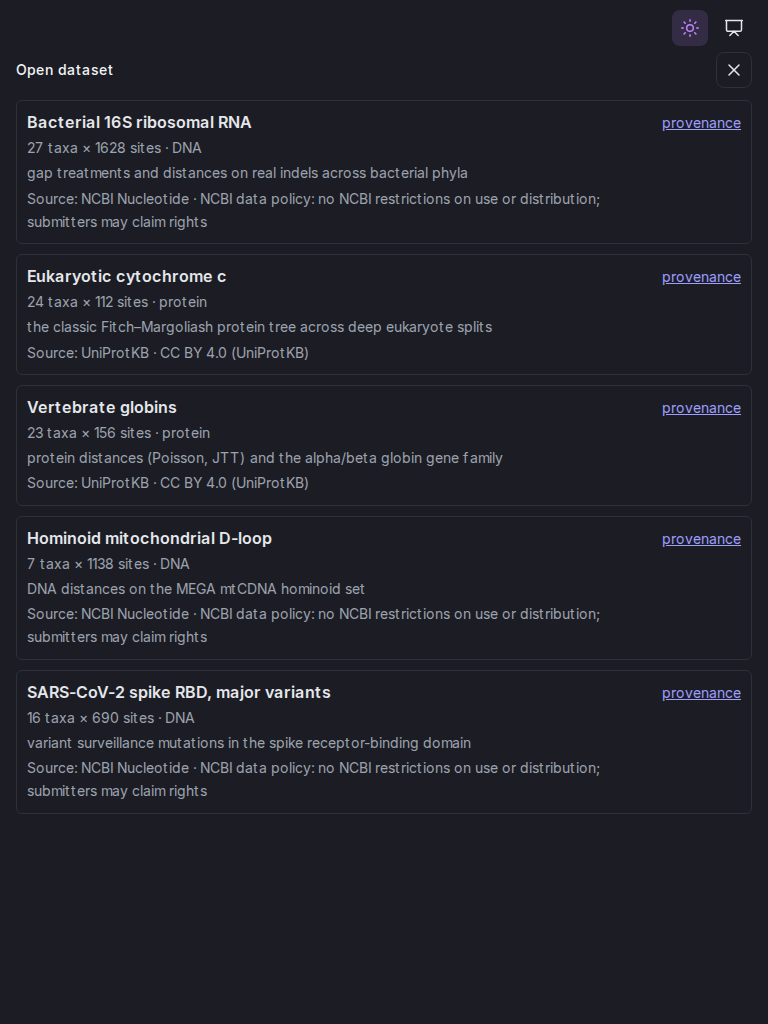 Open dataset
Bacterial 16S ribosomal RNA
provenance
27 taxa × 1628 sites · DNA
gap treatments and distances on real indels across bacterial phyla
Source: NCBI Nucleotide · NCBI data policy: no NCBI restrictions on use or distribution;
submitters may claim rights
Eukaryotic cytochrome c
provenance
24 taxa × 112 sites · protein
the classic Fitch–Margoliash protein tree across deep eukaryote splits
Source: UniProtKB · CC BY 4.0 (UniProtKB)
Vertebrate globins
provenance
23 taxa × 156 sites · protein
protein distances (Poisson, JTT) and the alpha/beta globin gene family
Source: UniProtKB · CC BY 4.0 (UniProtKB)
Hominoid mitochondrial D-loop
provenance
7 taxa × 1138 sites · DNA
DNA distances on the MEGA mtCDNA hominoid set
Source: NCBI Nucleotide · NCBI data policy: no NCBI restrictions on use or distribution;
submitters may claim rights
SARS-CoV-2 spike RBD, major variants
provenance
16 taxa × 690 sites · DNA
variant surveillance mutations in the spike receptor-binding domain
Source: NCBI Nucleotide · NCBI data policy: no NCBI restrictions on use or distribution;
submitters may claim rights